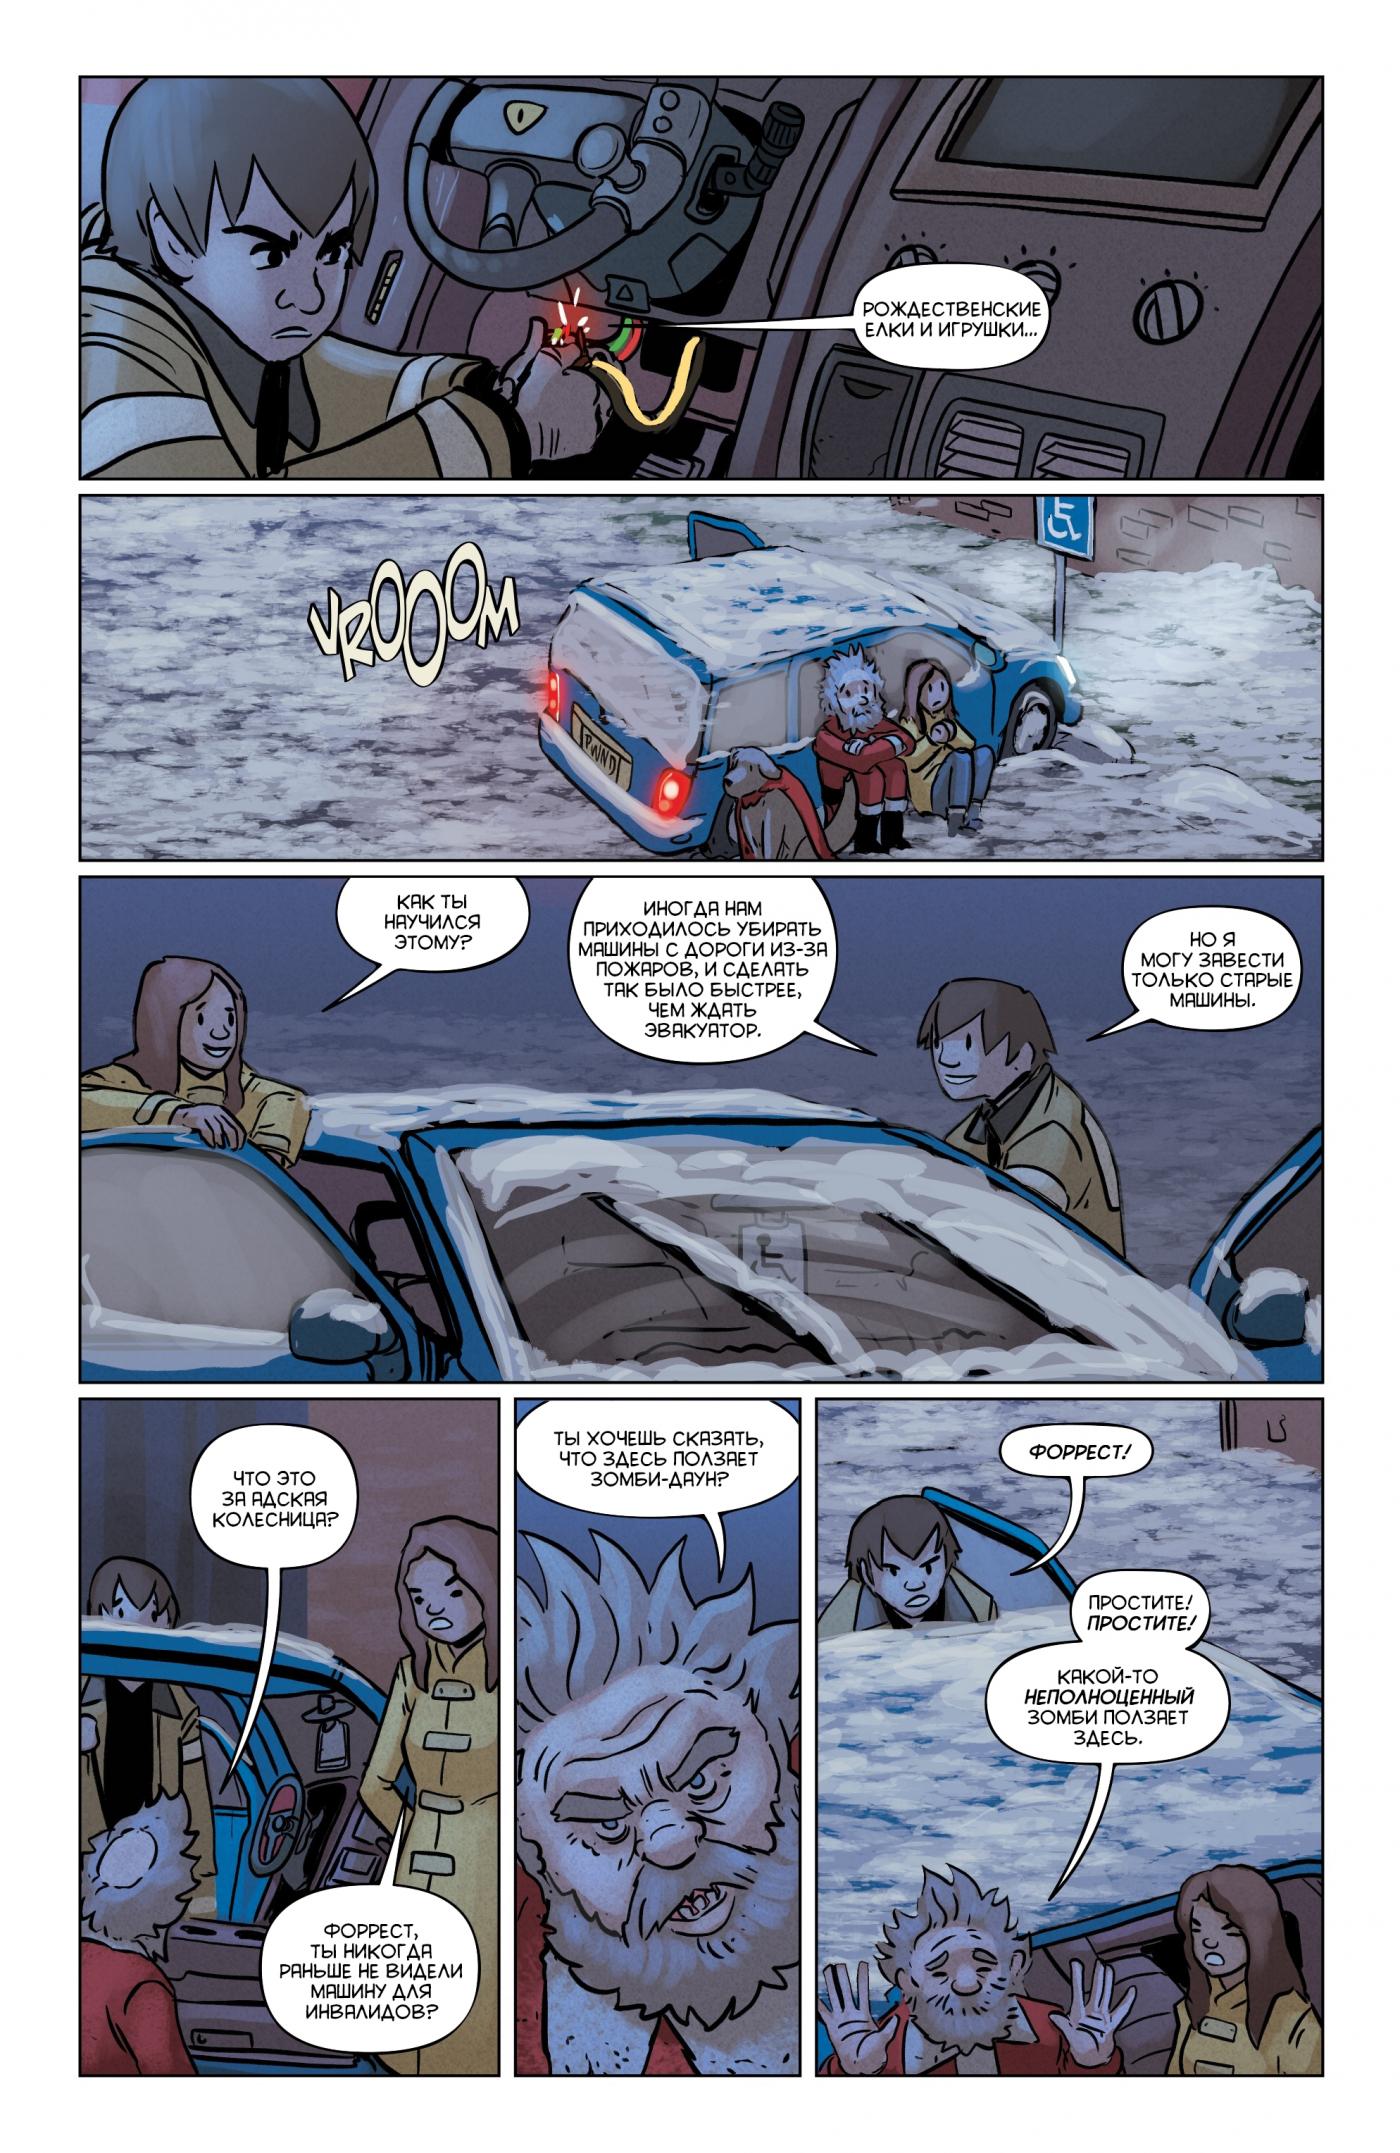 РОЖДЕСТВЕНСКИЕ
ЕЛКИ И ИГРУШКИ...
VROOOM
PWND
КАК ТЫ
НАУЧИЛСЯ
ЭТОМУ?
ИНОГДА НАМ
ПРИХОДИЛОСЬ УБИРАТЬ
МАШИНЫ С ДОРОГИ ИЗ-ЗА
ПОЖАРОВ, И СДЕЛАТЬ
ТАК БЫЛО БЫСТРЕЕ,
ЧЕМ ЖДАТЬ
ЭВАКУАТОР.
НО Я
МОГУ ЗАВЕСТИ
ТОЛЬКО СТАРЫЕ
МАШИНЫ.
ЧТО ЭТО
ЗА АДСКАЯ
КОЛЕСНИЦА?
ФОРРЕСТ,
ТЫ НИКОГДА
РАНЬШЕ НЕ ВИДЕЛИ
МАШИНУ ДЛЯ
ИНВАЛИДОВ?
ТЫ ХОЧЕШЬ СКАЗАТЬ,
ЧТО ЗДЕСЬ ПОЛЗАЕТ
ЗОМБИ-ДАУН?
ФОРРЕСТ!
ПРОСТИТЕ!
ПРОСТИТЕ!
КАКОЙ-ТО
НЕПОЛНОЦЕННЫЙ
ЗОМБИ ПОЛЗАЕТ
ЗДЕСЬ.